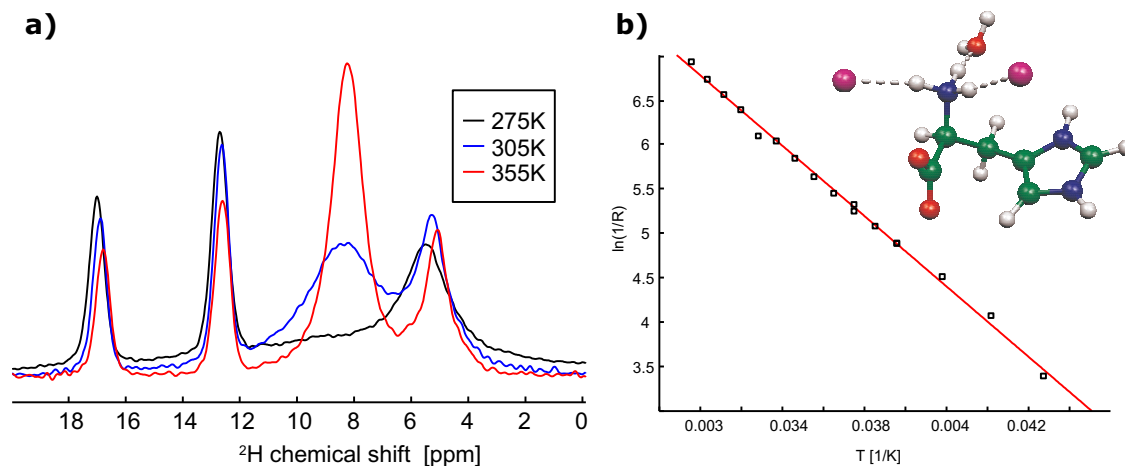 a)
275K
305K
355K
18 16 14 12 10 8 6 4 2 0
²H chemical shift [ppm]
b)
ln(1/R)
6.5
6
5.5
5
4.5
4
3.5
0.003 0.034 0.038 0.004 0.042
T [1/K]